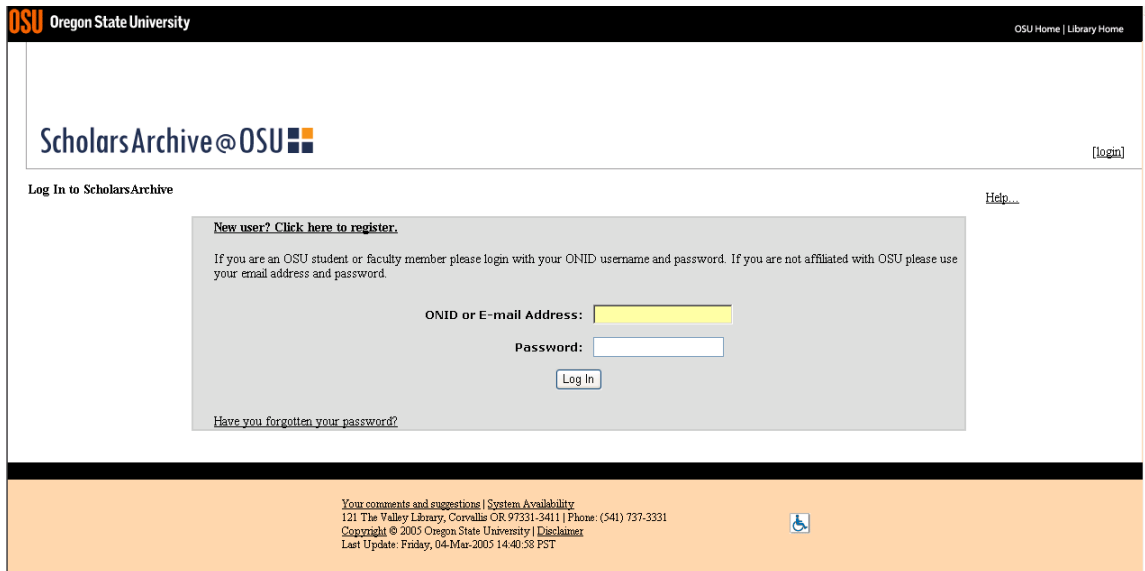 OSU Oregon State University
OSU Home | Library Home
ScholarsArchive@OSU
[login]
Log In to ScholarsArchive
Help...
New user? Click here to register.
If you are an OSU student or faculty member please login with your ONID username and password. If you are not affiliated with OSU please use
your email address and password.
ONID or E-mail Address:
Password:
Log In
Have you forgotten your password?
Your comments and suggestions | System Availability
121 The Valley Library, Corvallis OR 97331-3411 | Phone: (541) 737-3331
Copyright © 2005 Oregon State University | Disclaimer
Last Update: Friday, 04-Mar-2005 14:40:58 PST